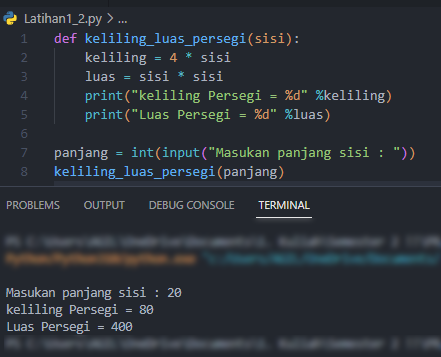 Latihan1_2.py > ...
1 def keliling_luas_persegi(sisi):
2 keliling = 4 * sisi
3 luas = sisi * sisi
4 print("keliling Persegi = %d" %keliling)
5 print("Luas Persegi = %d" %luas)
6
7 panjang = int(input("Masukan panjang sisi : "))
8 keliling_luas_persegi(panjang)
PROBLEMS OUTPUT DEBUG CONSOLE TERMINAL
Masukan panjang sisi : 20
keliling Persegi = 80
Luas Persegi = 400